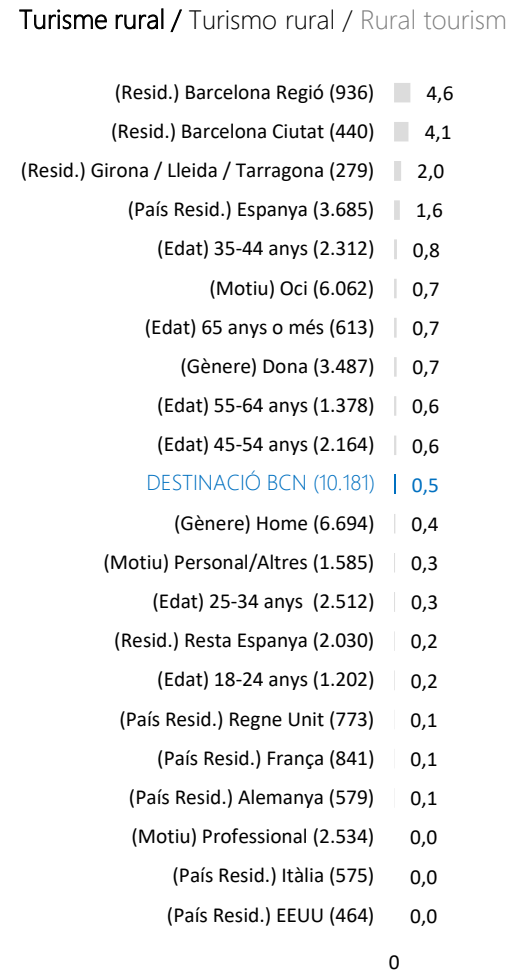 Turisme rural / Turismo rural / Rural tourism
(Resid.) Barcelona Regió (936) 4,6
(Resid.) Barcelona Ciutat (440) 4,1
(Resid.) Girona / Lleida / Tarragona (279) 2,0
(País Resid.) Espanya (3.685) 1,6
(Edat) 35-44 anys (2.312) 0,8
(Motiu) Oci (6.062) 0,7
(Edat) 65 anys o més (613) 0,7
(Gènere) Dona (3.487) 0,7
(Edat) 55-64 anys (1.378) 0,6
(Edat) 45-54 anys (2.164) 0,6
DESTINACIÓ BCN (10.181) 0,5
(Gènere) Home (6.694) 0,4
(Motiu) Personal/Altres (1.585) 0,3
(Edat) 25-34 anys (2.512) 0,3
(Resid.) Resta Espanya (2.030) 0,2
(Edat) 18-24 anys (1.202) 0,2
(País Resid.) Regne Unit (773) 0,1
(País Resid.) França (841) 0,1
(País Resid.) Alemanya (579) 0,1
(Motiu) Professional (2.534) 0,0
(País Resid.) Itàlia (575) 0,0
(País Resid.) EEUU (464) 0,0
0